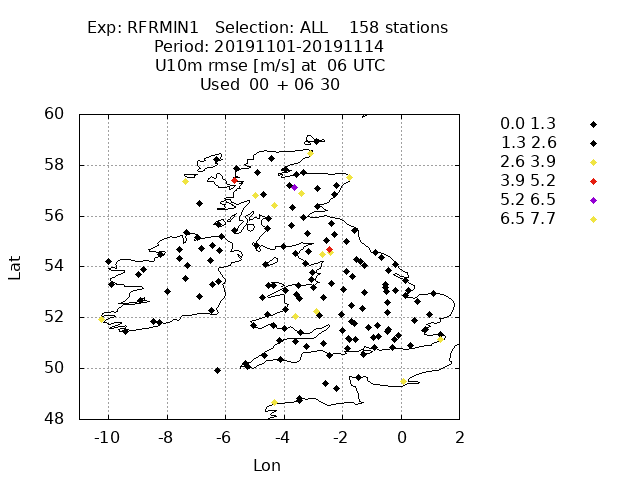 Exp: RFRMIN1 Selection: ALL 158 stations
Period: 20191101-20191114
U10m rmse [m/s] at 06 UTC
Used 00 + 06 30
60
58
56
54
52
50
48
Lat
-10 -8 -6 -4 -2 0 2
Lon
0.0 1.3
1.3 2.6
2.6 3.9
3.9 5.2
5.2 6.5
6.5 7.7